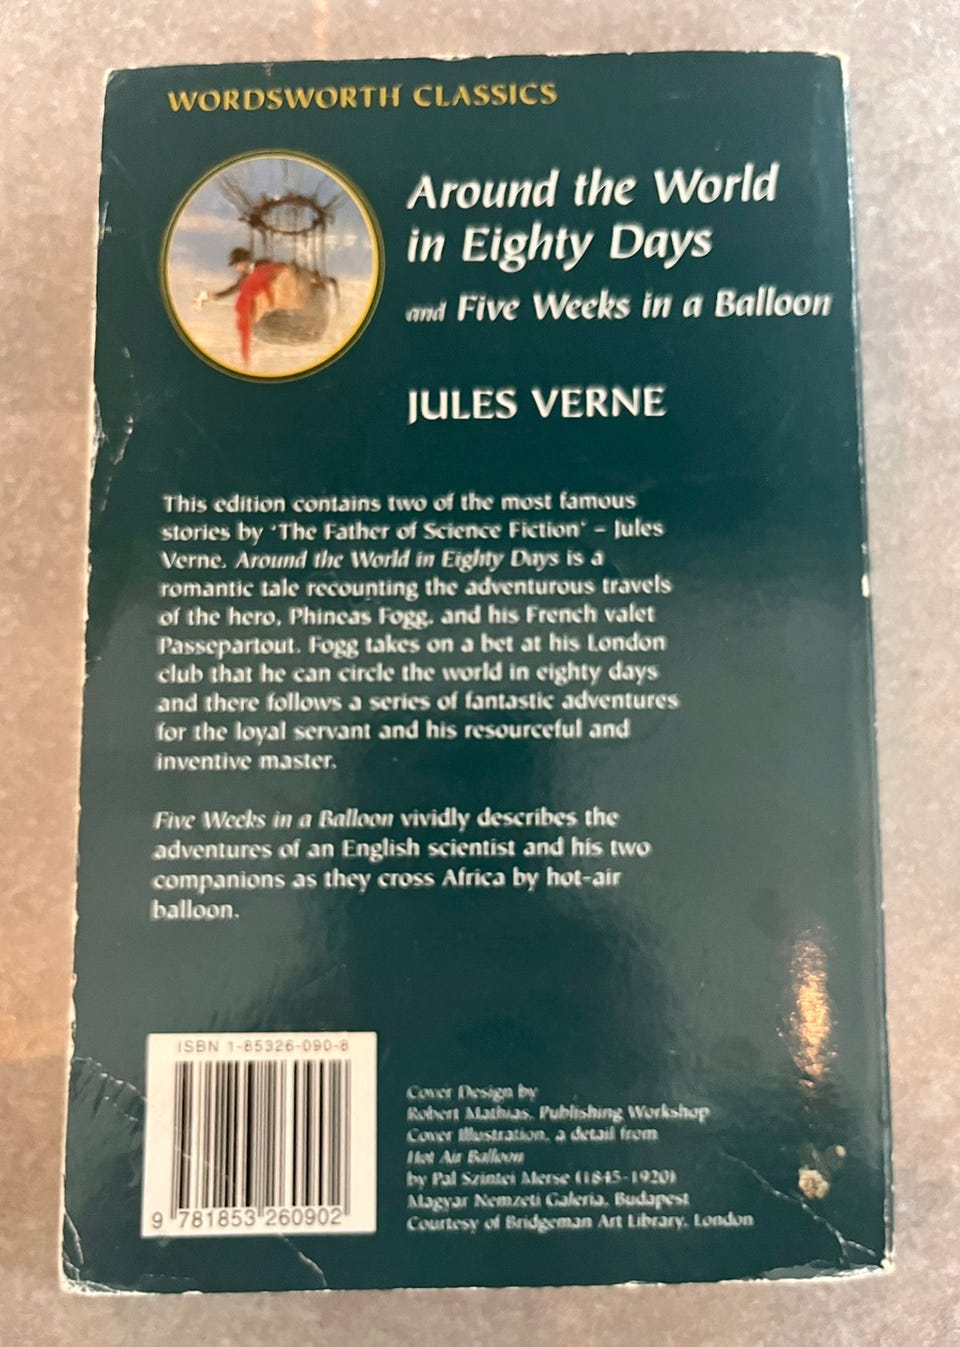 WORDSWORTH CLASSICS
Around the World
in Eighty Days
and Five Weeks in a Balloon
JULES VERNE
This edition contains two of the most famous
stories by 'The Father of Science Fiction' – Jules
Verne. Around the World in Eighty Days is a
romantic tale recounting the adventurous travels
of the hero, Phineas Fogg, and his French valet
Passepartout. Fogg takes on a bet at his London
club that he can circle the world in eighty days
and there follows a series of fantastic adventures
for the loyal servant and his resourceful and
inventive master.
Five Weeks in a Balloon vividly describes the
adventures of an English scientist and his two
companions as they cross Africa by hot-air
balloon.
ISBN 1-85326-090-8
9 781853 260902
Cover Design by
Robert Mathias, Publishing Workshop
Cover Illustration, a detail from
Hot Air Balloon
by Pal Szintei Merse (1845-1920)
Magyar Nemzeti Galeria, Budapest
Courtesy of Bridgeman Art Library, London